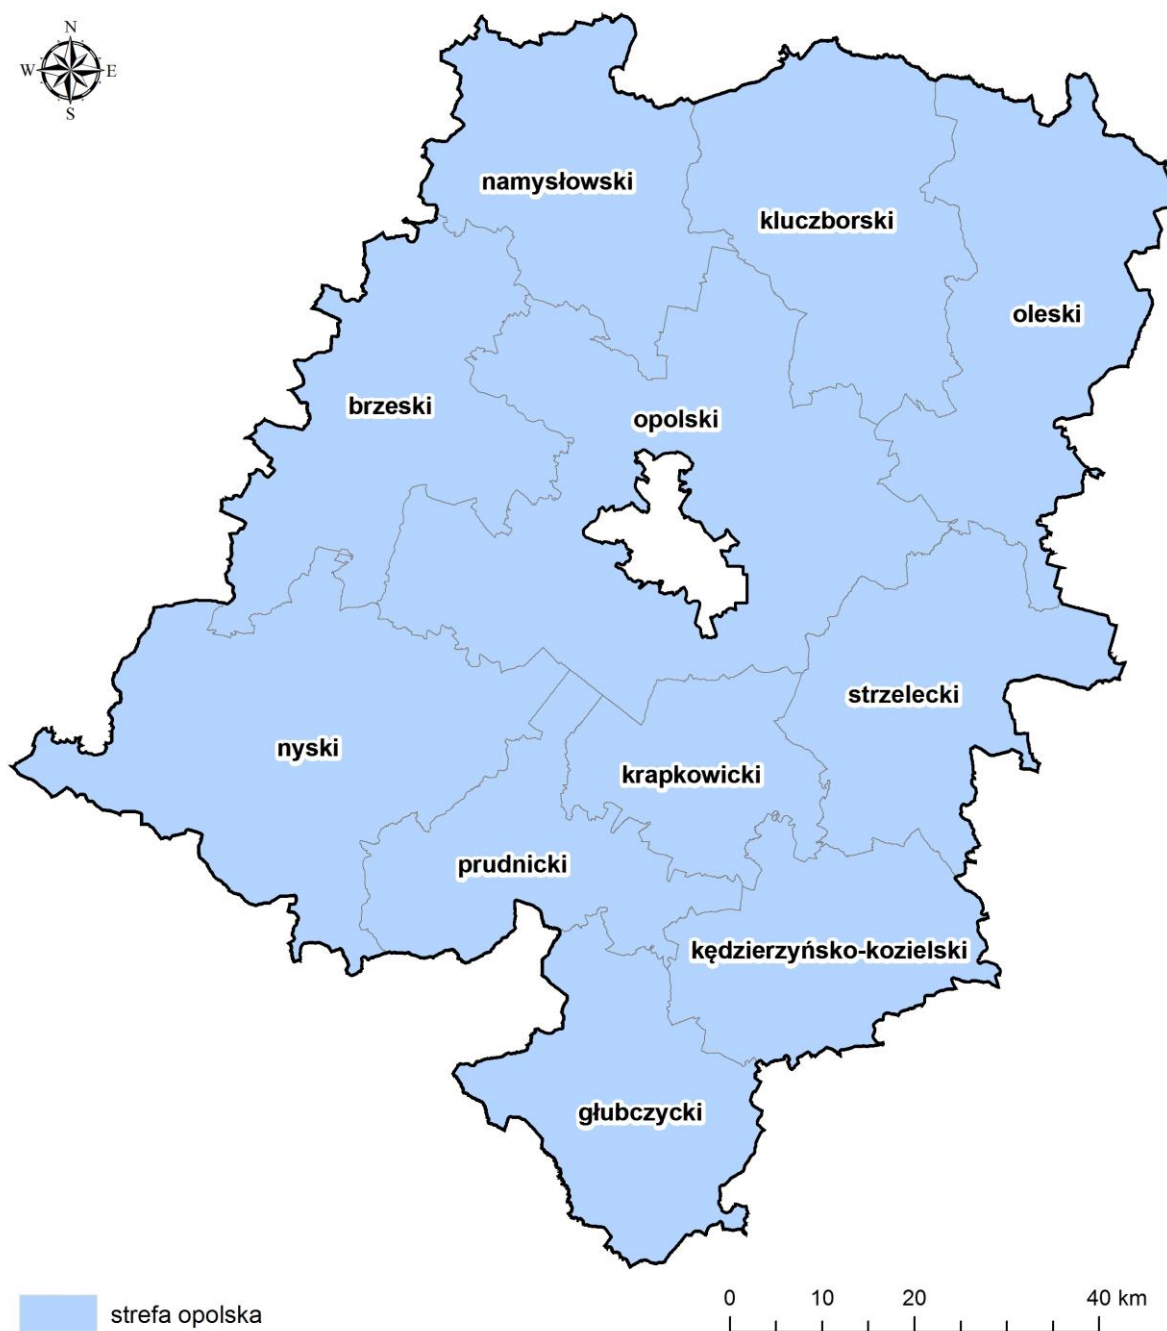 N
W E
S
namysłowski
kluczborski
oleski
brzeski
opolski
strzelecki
nyski
krapkowicki
prudnicki
kędzierzyńsko-kozielski
głubczycki
strefa opolska
0 10 20 40 km